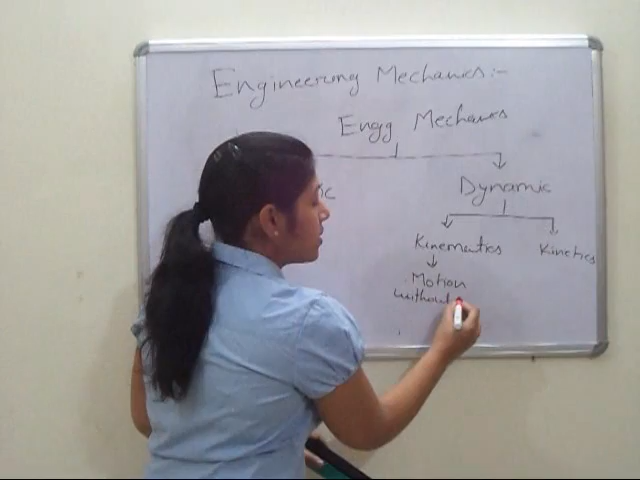 Engineering Mechanics:-
Engg Mechanics
Dynamic
Kinematics Kinetics
Motion
without